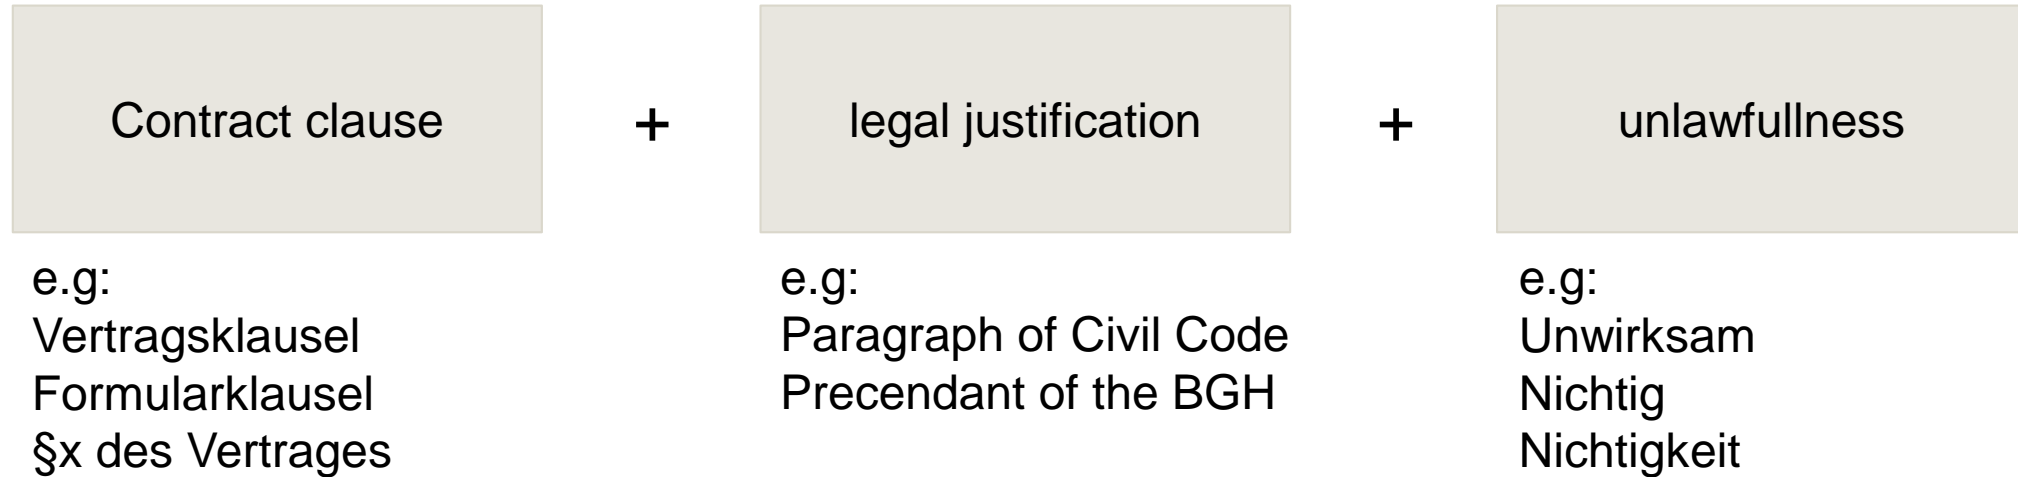 Contract clause + legal justification + unlawfullness
e.g:
Vertragsklausel
Formularklausel
§x des Vertrages
e.g:
Paragraph of Civil Code
Precendant of the BGH
e.g:
Unwirksam
Nichtig
Nichtigkeit